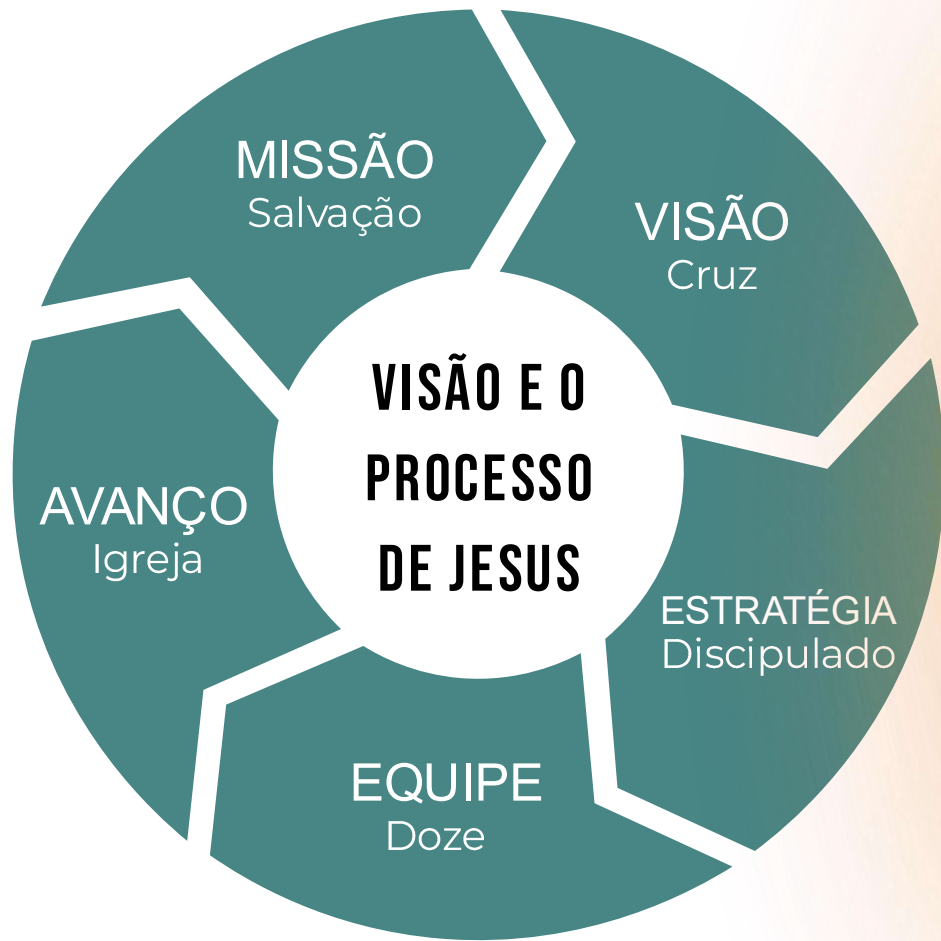 MISSÃO
Salvação
VISÃO
Cruz
ESTRATÉGIA
Discipulado
EQUIPE
Doze
AVANÇO
Igreja
VISÃO E O
PROCESSO
DE JESUS